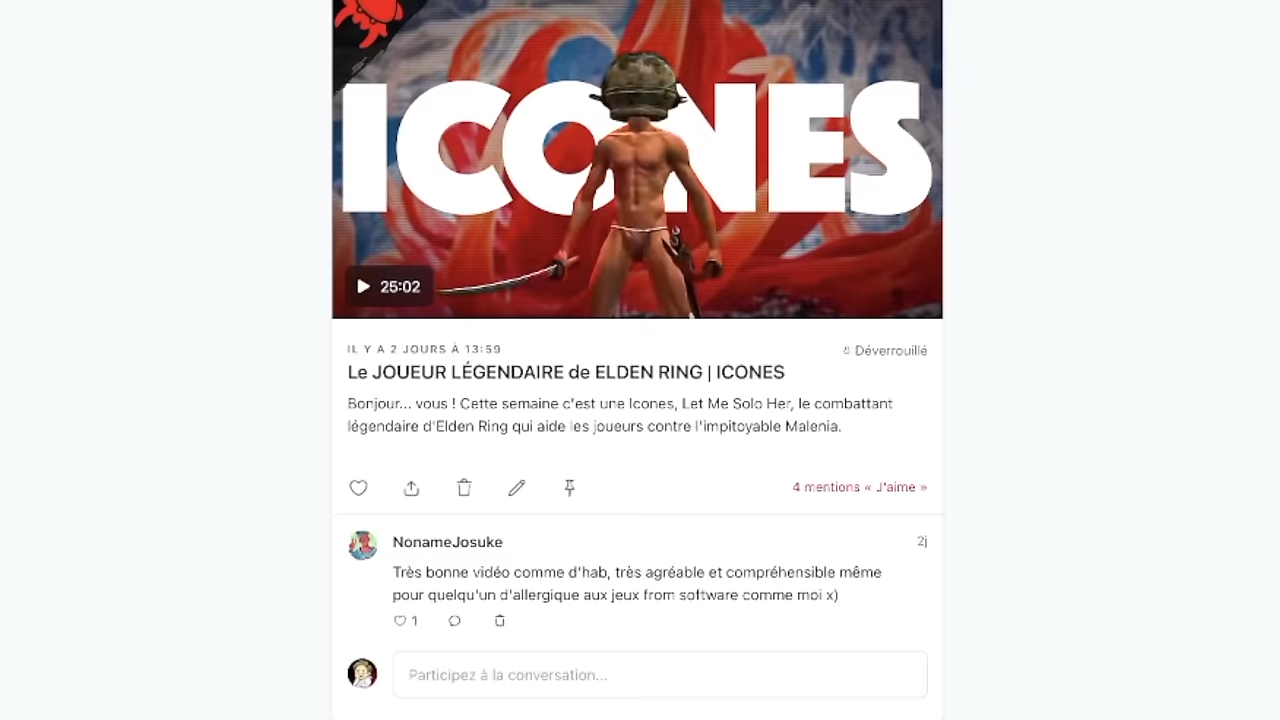 ICONES
25:02
IL Y A 2 JOURS À 13:59
Déverrouillé
Le JOUEUR LÉGENDAIRE de ELDEN RING | ICONES
Bonjour... vous ! Cette semaine c'est une Icones, Let Me Solo Her, le combattant
légendaire d'Elden Ring qui aide les joueurs contre l'impitoyable Malenia.
4 mentions « J'aime »
NonameJosuke
2j
Très bonne vidéo comme d'hab, très agréable et compréhensible même
pour quelqu'un d'allergique aux jeux from software comme moi x)
1
Participez à la conversation...